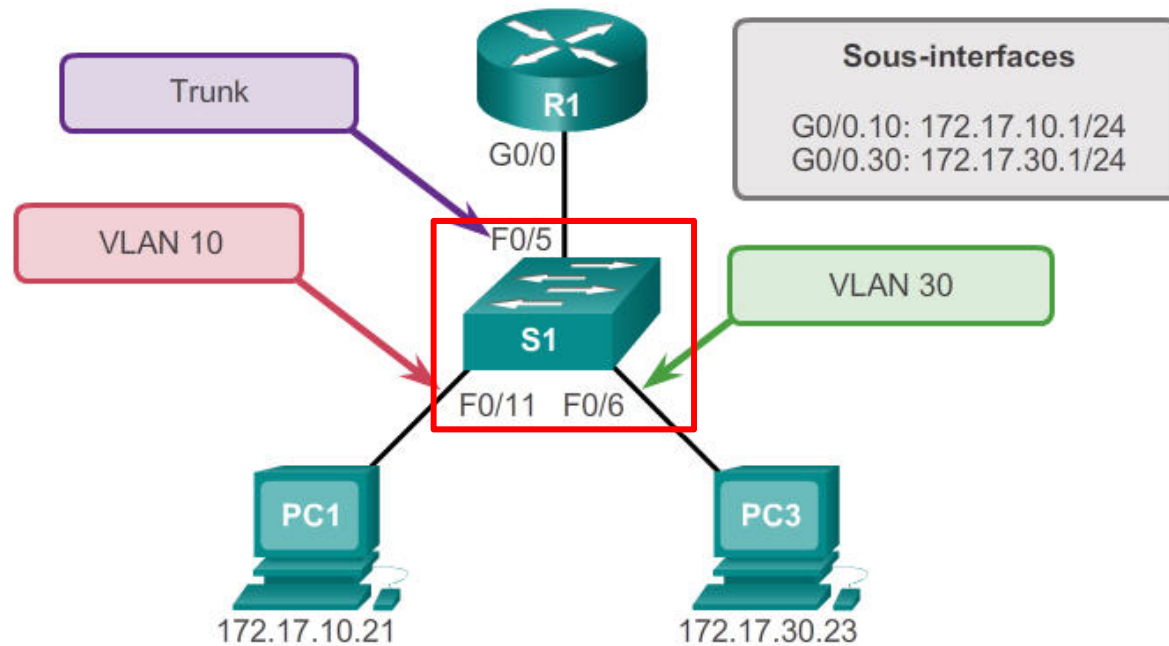 Trunk
R1
Sous-interfaces
G0/0.10: 172.17.10.1/24
G0/0.30: 172.17.30.1/24
G0/0
VLAN 10
F0/5
VLAN 30
S1
F0/11 F0/6
PC1
PC3
172.17.10.21
172.17.30.23